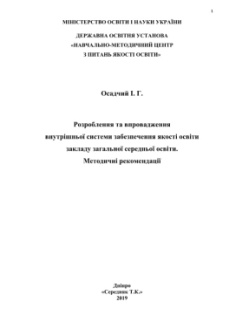 1
МІНІСТЕРСТВО ОСВІТИ І НАУКИ УКРАЇНИ
ДЕРЖАВНА ОСВІТНЯ УСТАНОВА
«НАВЧАЛЬНО-МЕТОДИЧНИЙ ЦЕНТР
З ПИТАНЬ ЯКОСТІ ОСВІТИ»
Осадчий І. Г.
Розроблення та впровадження
внутрішньої системи забезпечення якості освіти
закладу загальної середньої освіти.
Методичні рекомендації
Дніпро
«Середняк Т.К.»
2019